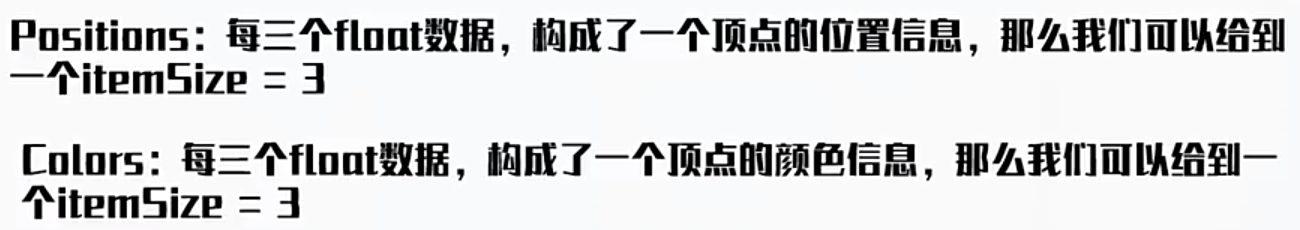 Positions：每三个float数据，构成了一个顶点的位置信息，那么我们可以给到
一个itemSize = 3
Colors：每三个float数据，构成了一个顶点的颜色信息，那么我们可以给到一
个itemSize = 3